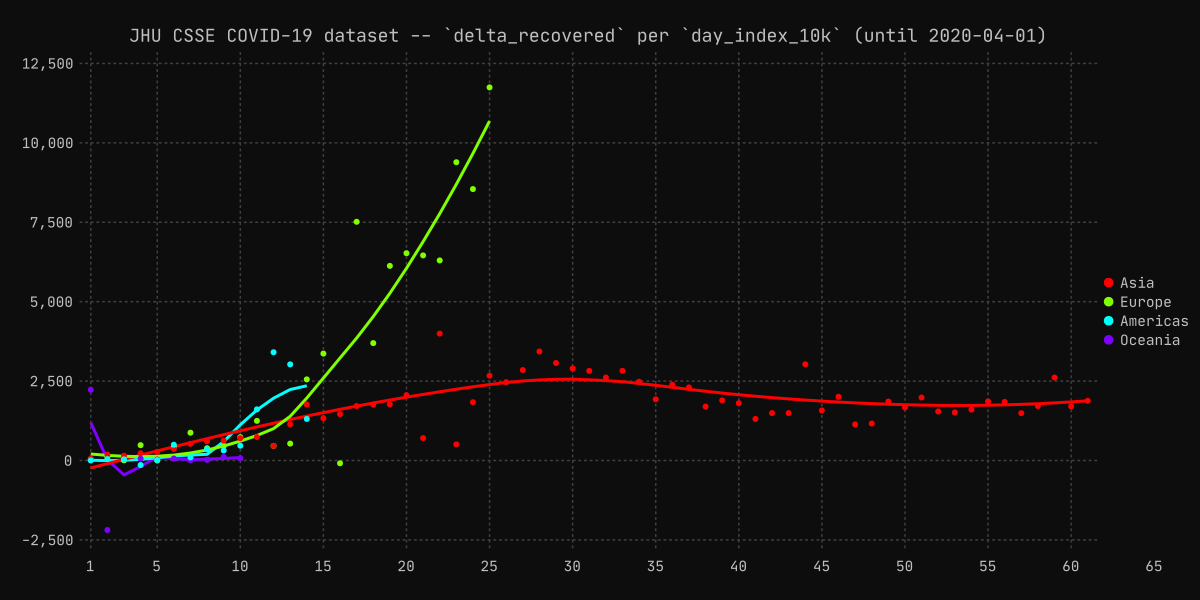 JHU CSSE COVID-19 dataset -- `delta_recovered` per `day_index_10k` (until 2020-04-01)
12,500
10,000
7,500
5,000
2,500
0
-2,500
1 5 10 15 20 25 30 35 40 45 50 55 60 65
Asia
Europe
Americas
Oceania